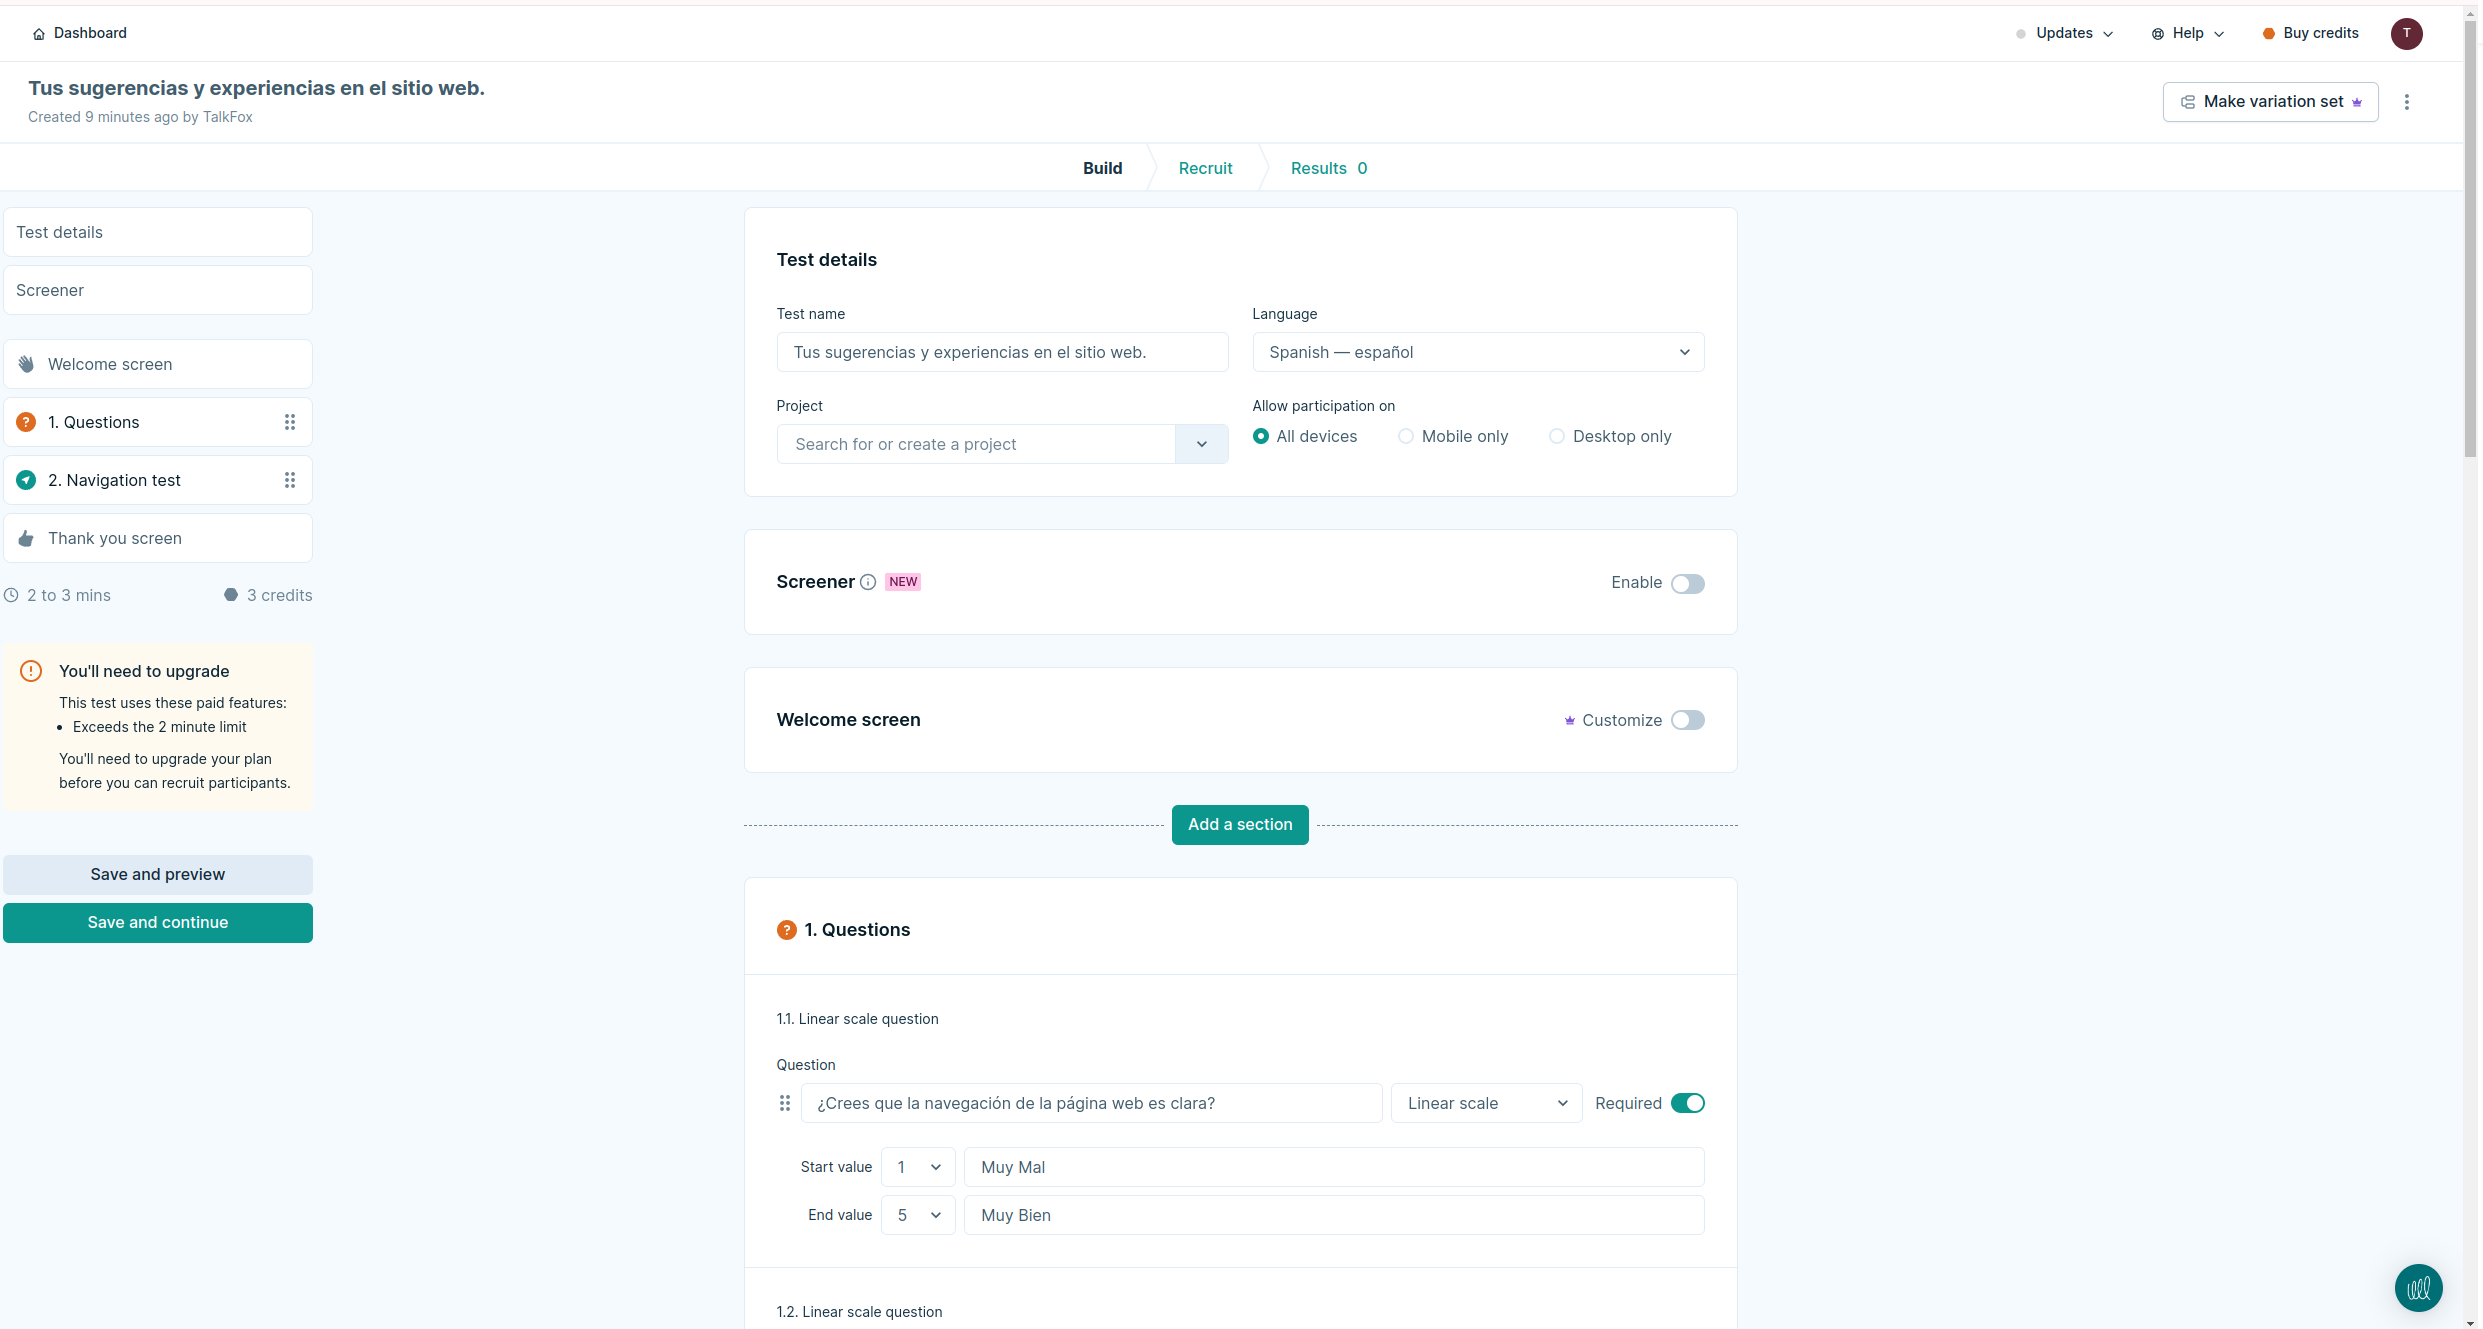 Dashboard
Updates
Help
Buy credits
T
Tus sugerencias y experiencias en el sitio web.
Created 9 minutes ago by TalkFox
Make variation set
Build
Recruit
Results 0
Test details
Screener
Welcome screen
? 1. Questions
2. Navigation test
Thank you screen
2 to 3 mins
3 credits
! You'll need to upgrade
This test uses these paid features:
• Exceeds the 2 minute limit
You'll need to upgrade your plan
before you can recruit participants.
Save and preview
Save and continue
Test details
Test name
Language
Tus sugerencias y experiencias en el sitio web.
Spanish — español
Project
Allow participation on
Search for or create a project
All devices
Mobile only
Desktop only
Screener
NEW
Enable
Welcome screen
Customize
Add a section
? 1. Questions
1.1. Linear scale question
Question
¿Crees que la navegación de la página web es clara?
Linear scale
Required
Start value
1
Muy Mal
End value
5
Muy Bien
1.2. Linear scale question